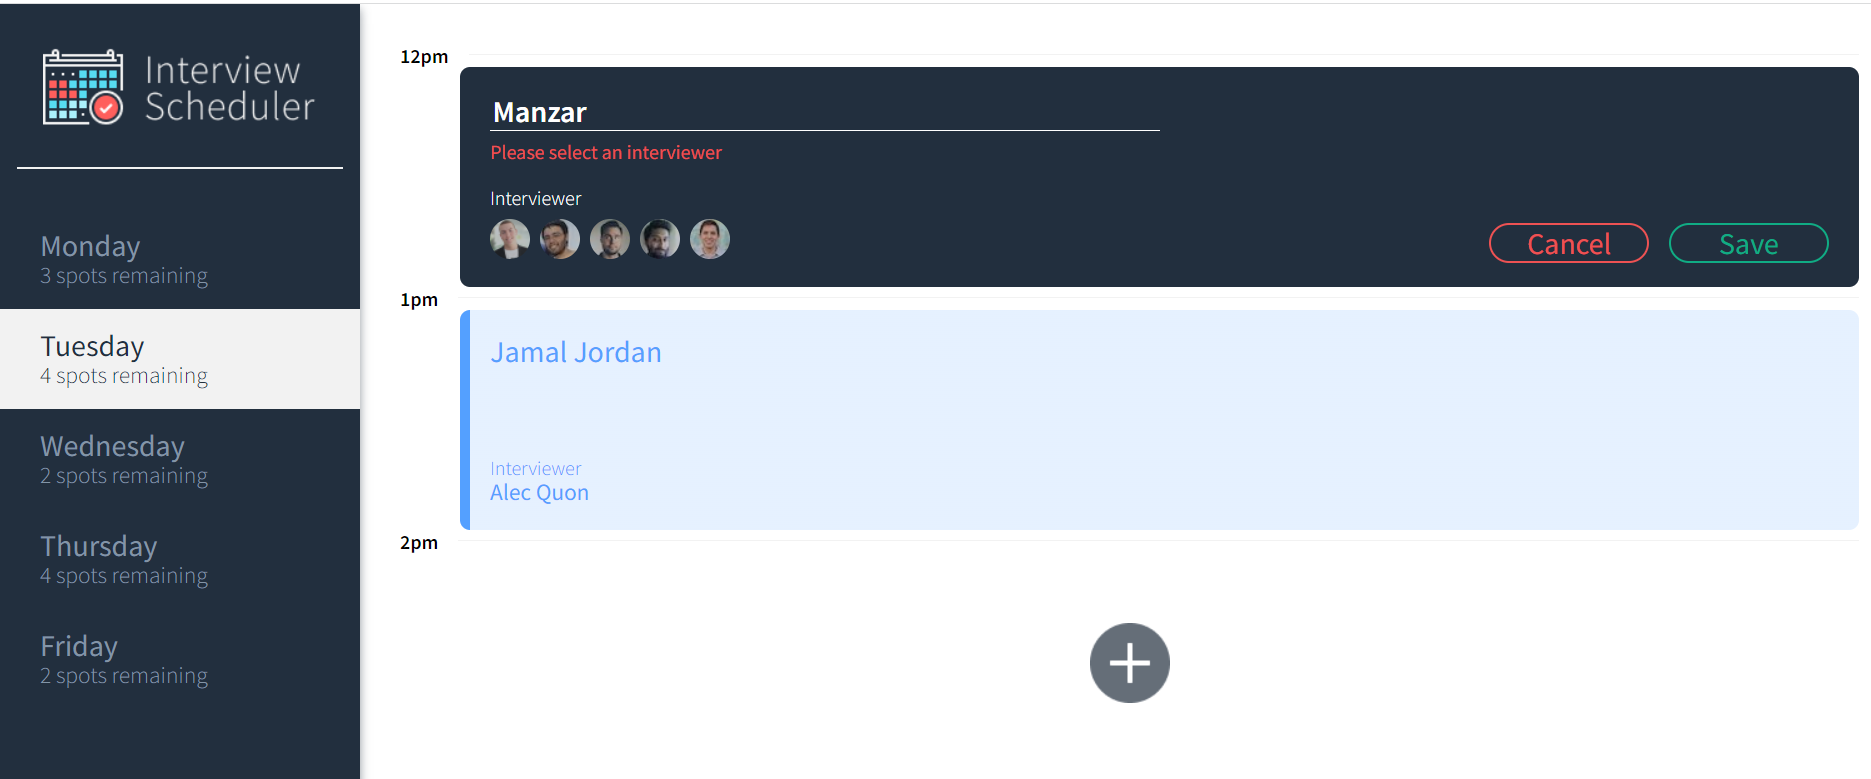 Interview
Scheduler
Monday
3 spots remaining
Tuesday
4 spots remaining
Wednesday
2 spots remaining
Thursday
4 spots remaining
Friday
2 spots remaining
12pm
Manzar
Please select an interviewer
Interviewer
Cancel
Save
1pm
Jamal Jordan
Interviewer
Alec Quon
2pm